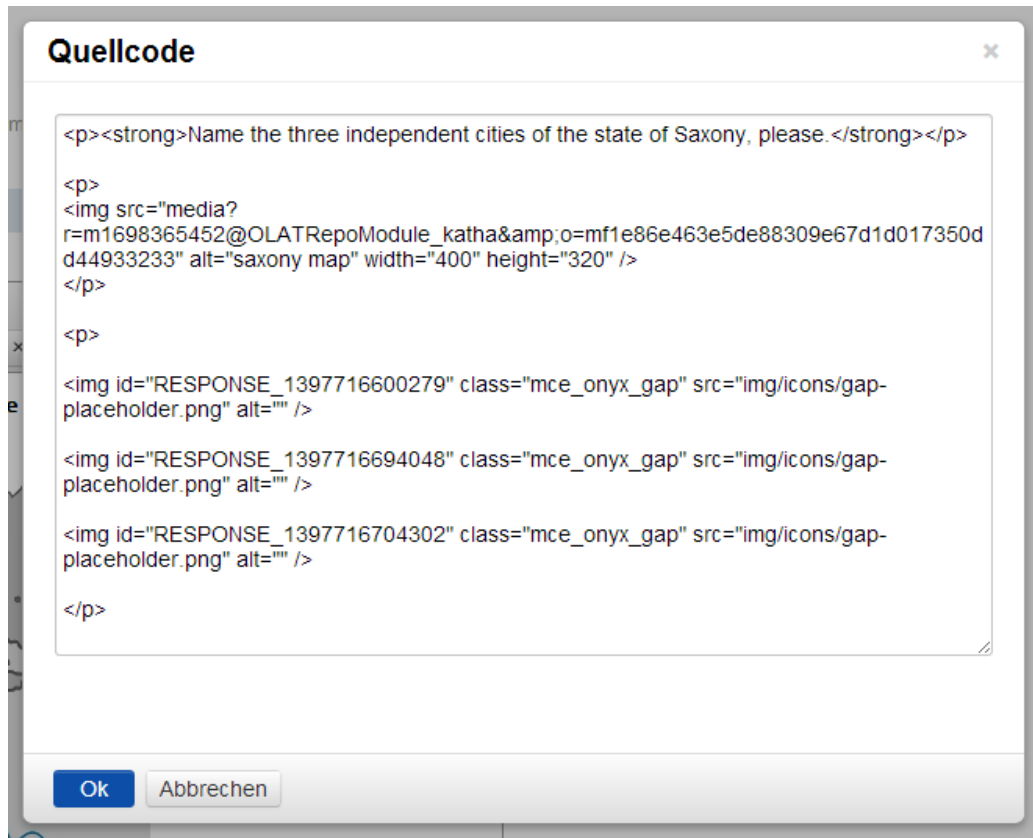 Quellcode
×
<p><strong>Name the three independent cities of the state of Saxony, please.</strong></p>
<p>
<img src="media?
r=m1698365452@OLATRepoModule_katha&amp;o=mf1e86e463e5de88309e67d1d017350d
d44933233" alt="saxony map" width="400" height="320" />
</p>
<p>
<img id="RESPONSE_1397716600279" class="mce_onyx_gap" src="img/icons/gap-
placeholder.png" alt="" />
<img id="RESPONSE_1397716694048" class="mce_onyx_gap" src="img/icons/gap-
placeholder.png" alt="" />
<img id="RESPONSE_1397716704302" class="mce_onyx_gap" src="img/icons/gap-
placeholder.png" alt="" />
</p>
Ok Abbrechen